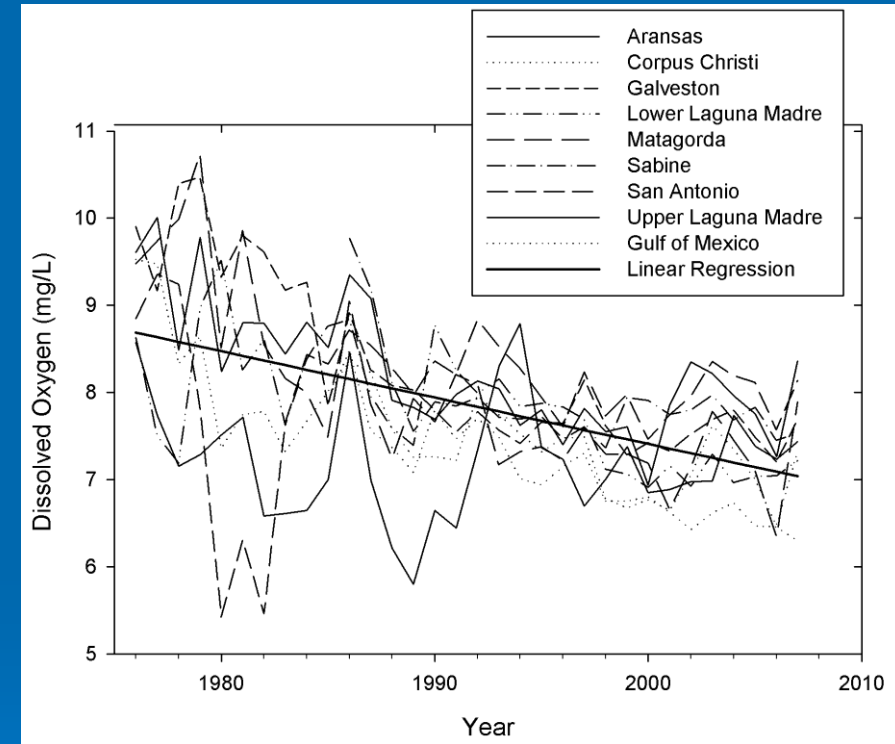 Aransas
Corpus Christi
Galveston
Lower Laguna Madre
Matagorda
Sabine
San Antonio
Upper Laguna Madre
Gulf of Mexico
Linear Regression
11
10
9
8
7
6
5
Dissolved Oxygen (mg/L)
1980 1990 2000 2010
Year